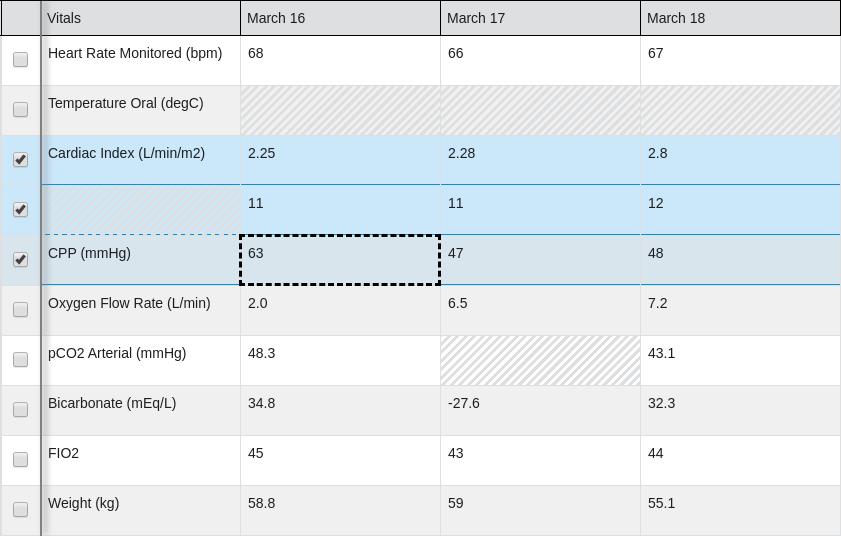 Vitals March 16 March 17 March 18
Heart Rate Monitored (bpm) 68 66 67
Temperature Oral (degC)
Cardiac Index (L/min/m2) 2.25 2.28 2.8
11 11 12
CPP (mmHg) 63 47 48
Oxygen Flow Rate (L/min) 2.0 6.5 7.2
pCO2 Arterial (mmHg) 48.3 43.1
Bicarbonate (mEq/L) 34.8 -27.6 32.3
FIO2 45 43 44
Weight (kg) 58.8 59 55.1